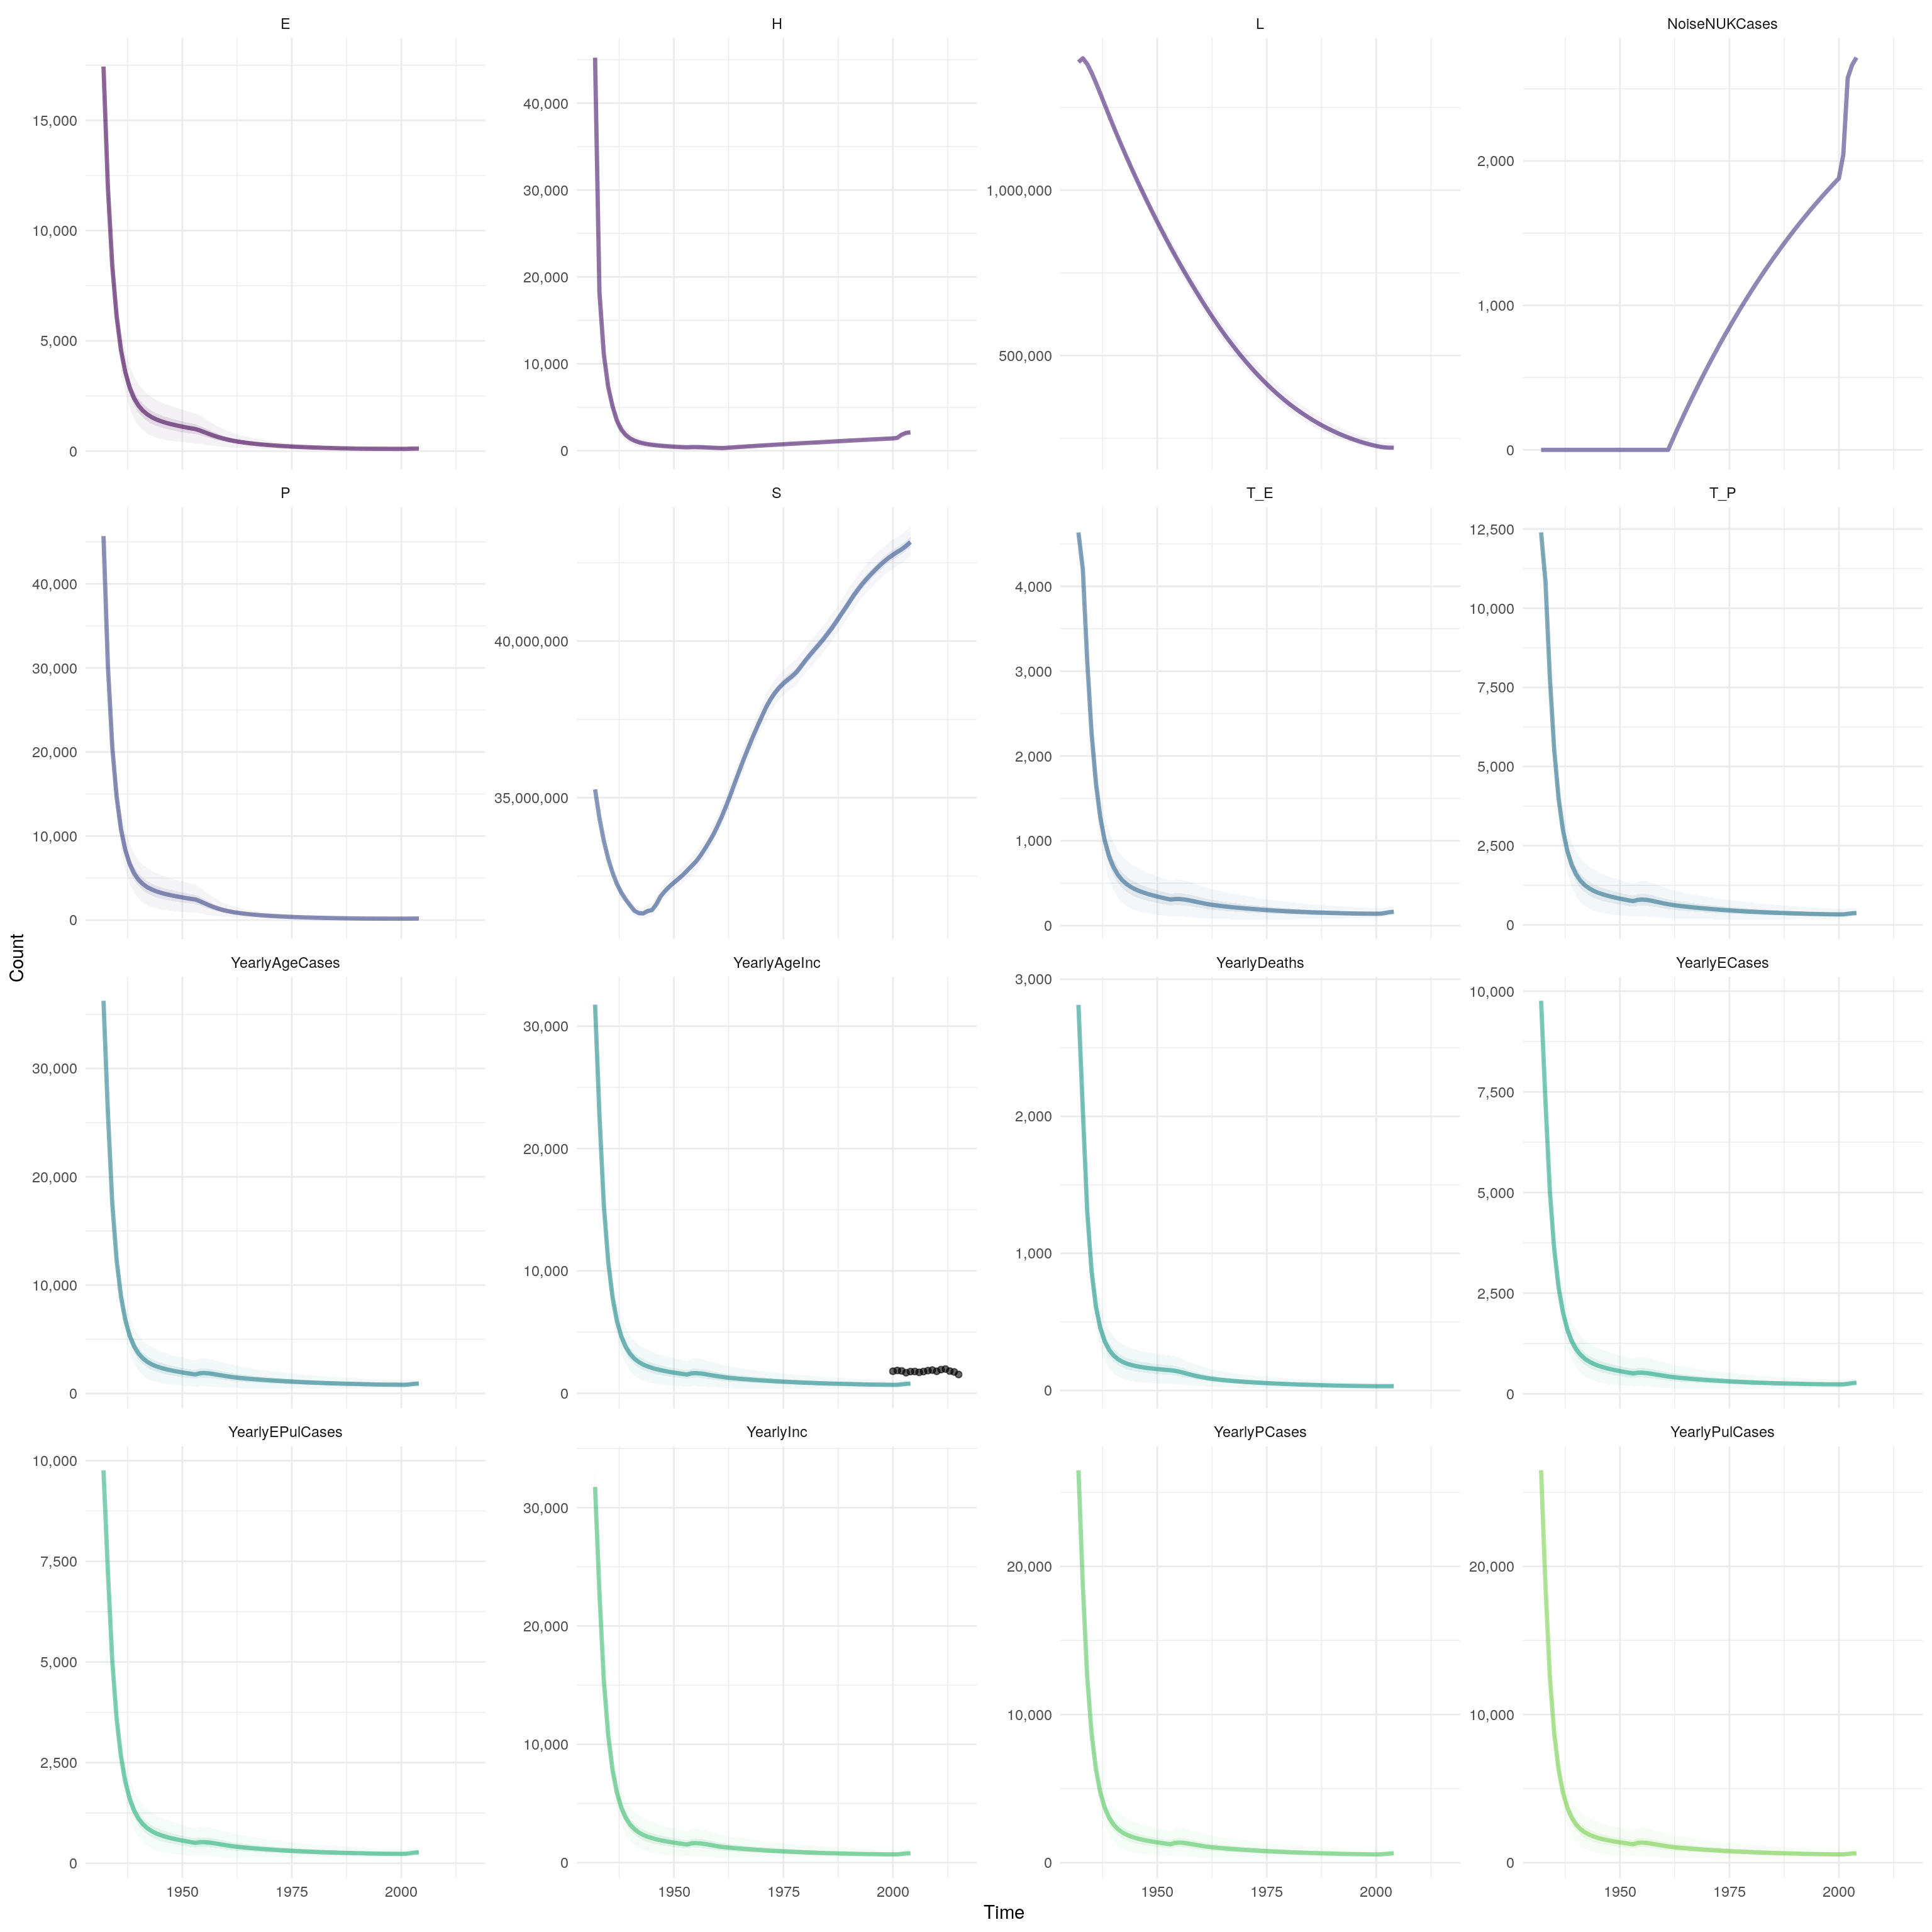 E
H
L
NoiseNUKCases
15,000
10,000
5,000
0
40,000
30,000
20,000
10,000
0
1,000,000
500,000
2,000
1,000
0
P
S
T_E
T_P
40,000
30,000
20,000
10,000
0
40,000,000
35,000,000
4,000
3,000
2,000
1,000
0
12,500
10,000
7,500
5,000
2,500
0
Count
YearlyAgeCases
YearlyAgeInc
YearlyDeaths
YearlyECases
30,000
20,000
10,000
0
30,000
20,000
10,000
0
3,000
2,000
1,000
0
10,000
7,500
5,000
2,500
0
YearlyEPulCases
YearlyInc
YearlyPCases
YearlyPulCases
10,000
7,500
5,000
2,500
0
30,000
20,000
10,000
0
20,000
10,000
0
20,000
10,000
0
1950 1975 2000
1950 1975 2000
1950 1975 2000
1950 1975 2000
Time